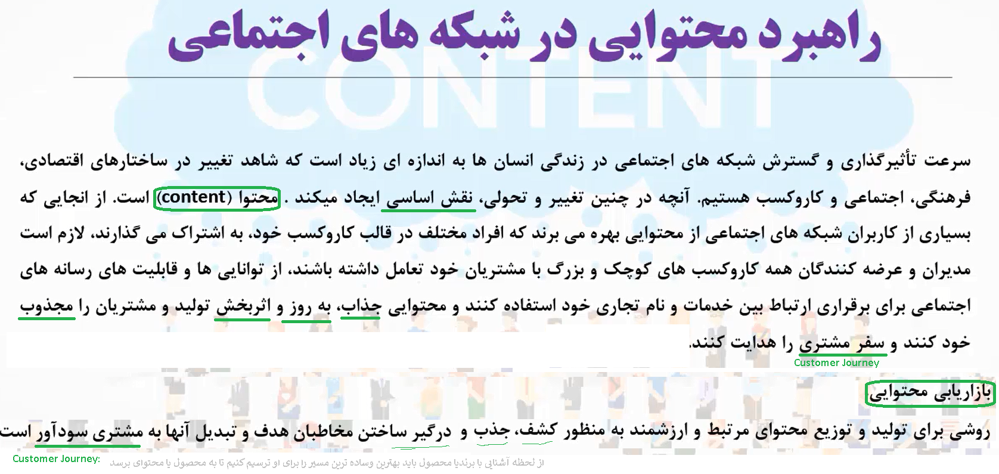 راهبرد محتوایی در شبکه های اجتماعی
CONTENT
سرعت تأثیرگذاری و گسترش شبکه های اجتماعی در زندگی انسان ها به اندازه ای زیاد است که شاهد تغییر در ساختارهای اقتصادی،
فرهنگی، اجتماعی و کاروکسب هستیم. آنچه در چنین تغییر و تحولی، نقش اساسی ایجاد میکند . محتوا (content) است. از انجایی که
بسیاری از کاربران شبکه های اجتماعی از محتوایی بهره می برند که افراد مختلف در قالب کاروکسب خود، به اشتراک می گذارند، لازم است
مدیران و عرضه کنندگان همه کاروکسب های کوچک و بزرگ با مشتریان خود تعامل داشته باشند، از توانایی ها و قابلیت های رسانه های
اجتماعی برای برقراری ارتباط بین خدمات و نام تجاری خود استفاده کنند و محتوایی جذاب، به روز و اثربخش تولید و مشتریان را مجذوب
خود کنند و سفر مشتری را هدایت کنند.
Customer Journey
بازاریابی محتوایی
روشی برای تولید و توزیع محتوای مرتبط و ارزشمند به منظور کشف، جذب و درگیر ساختن مخاطبان هدف و تبدیل آنها به مشتری سودآور است
Customer Journey: از لحظه آشنایی با برندیا محصول باید بهترین وساده ترین مسیر را برای او ترسیم کنیم تا به محصول یا محتوای برسد